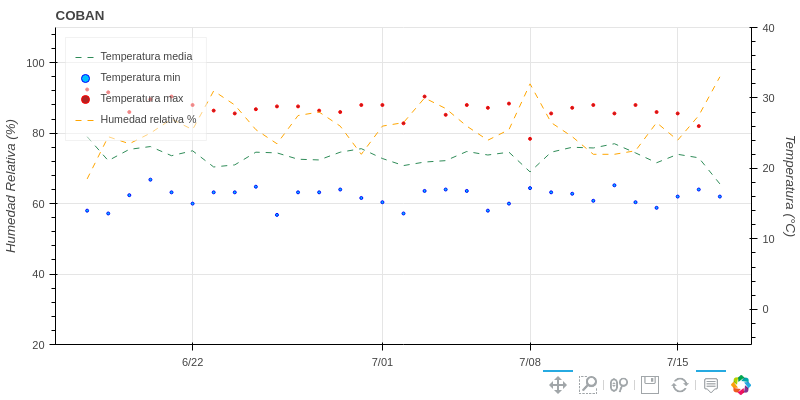 COBAN
Temperatura media
Temperatura min
Temperatura max
Humedad relativa %
Humedad Relativa (%)
100
80
60
40
20
Temperatura (°C)
40
30
20
10
0
6/22
7/01
7/08
7/15